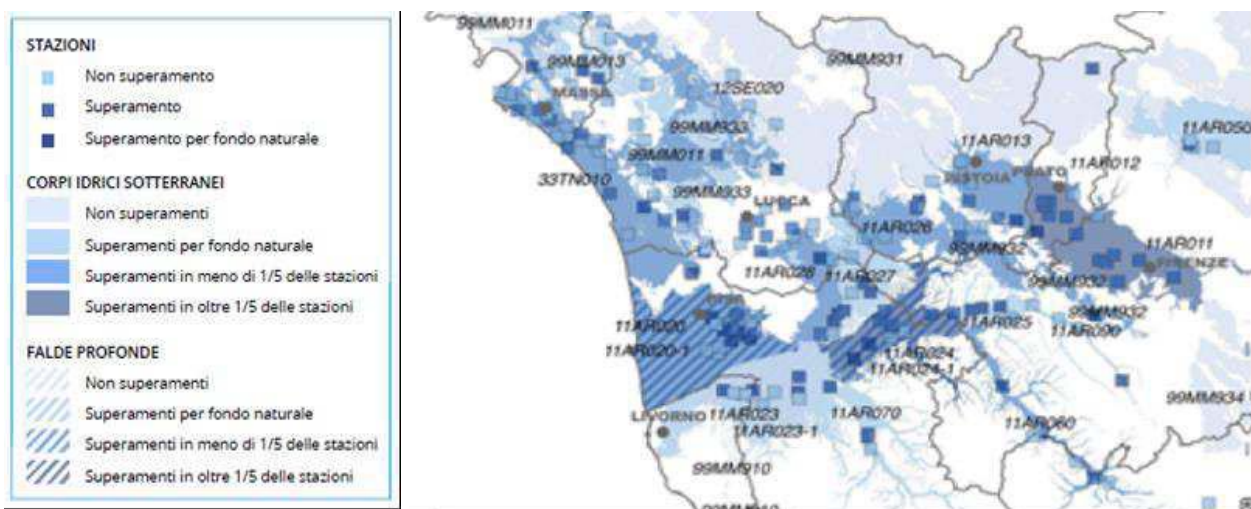 STAZIONI
Non superamento
Superamento
Superamento per fondo naturale
CORPI IDRICI SOTTERRANEI
Non superamenti
Superamenti per fondo naturale
Superamenti in meno di 1/5 delle stazioni
Superamenti in oltre 1/5 delle stazioni
FALDE PROFONDE
Non superamenti
Superamenti per fondo naturale
Superamenti in meno di 1/5 delle stazioni
Superamenti in oltre 1/5 delle stazioni
99MM011
99MM013
99MM931
12SE020
MASSA
99MM933
11AR050
11AR013
99MM011
11AR012
PISTOIA
PRATO
33TN010
99MM933
LUCCA
11AR026
99MM932
11AR011
FIRENZE
11AR028
11AR027
99MM932
PISA
11AR020
99MM932
11AR025
11AR090
11AR020-1
11AR024
11AR024-1
99MM934
LIVORNO
11AR023
11AR070
11AR023-1
11AR060
99MM910